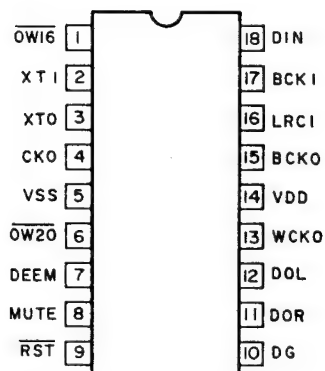 OW16 1 18 DIN
XTI 2 17 BCKI
XTO 3 16 LRCI
CKO 4 15 BCKO
VSS 5 14 VDD
OW20 6 13 WCKO
DEEM 7 12 DOL
MUTE 8 11 DOR
RST 9 10 DG